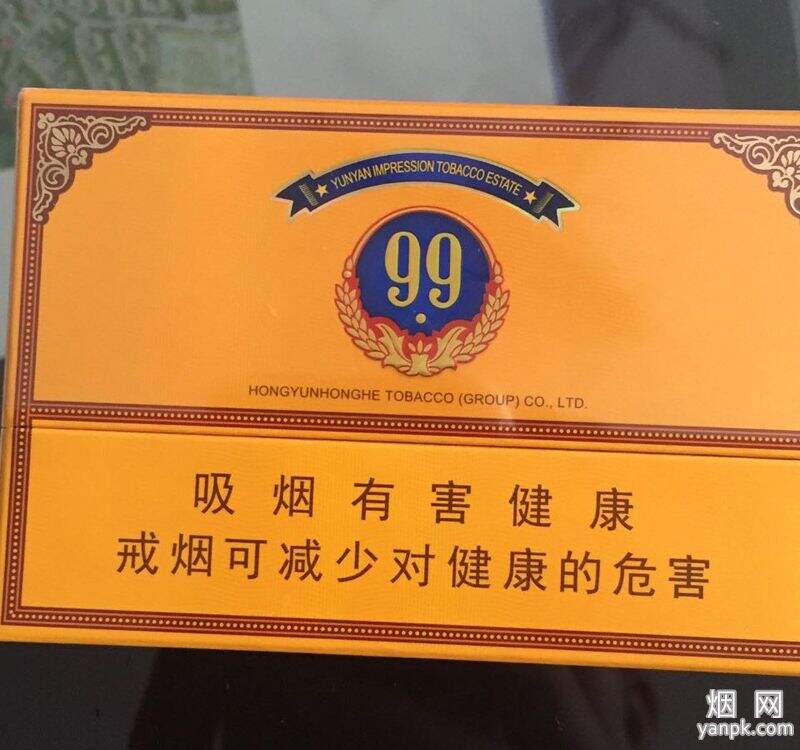 YUNYAN IMPRESSION TOBACCO ESTATE
99
HONGYUNHONGHE TOBACCO (GROUP) CO., LTD.
吸烟有害健康
戒烟可减少对健康的危害
烟网
yanpk.com